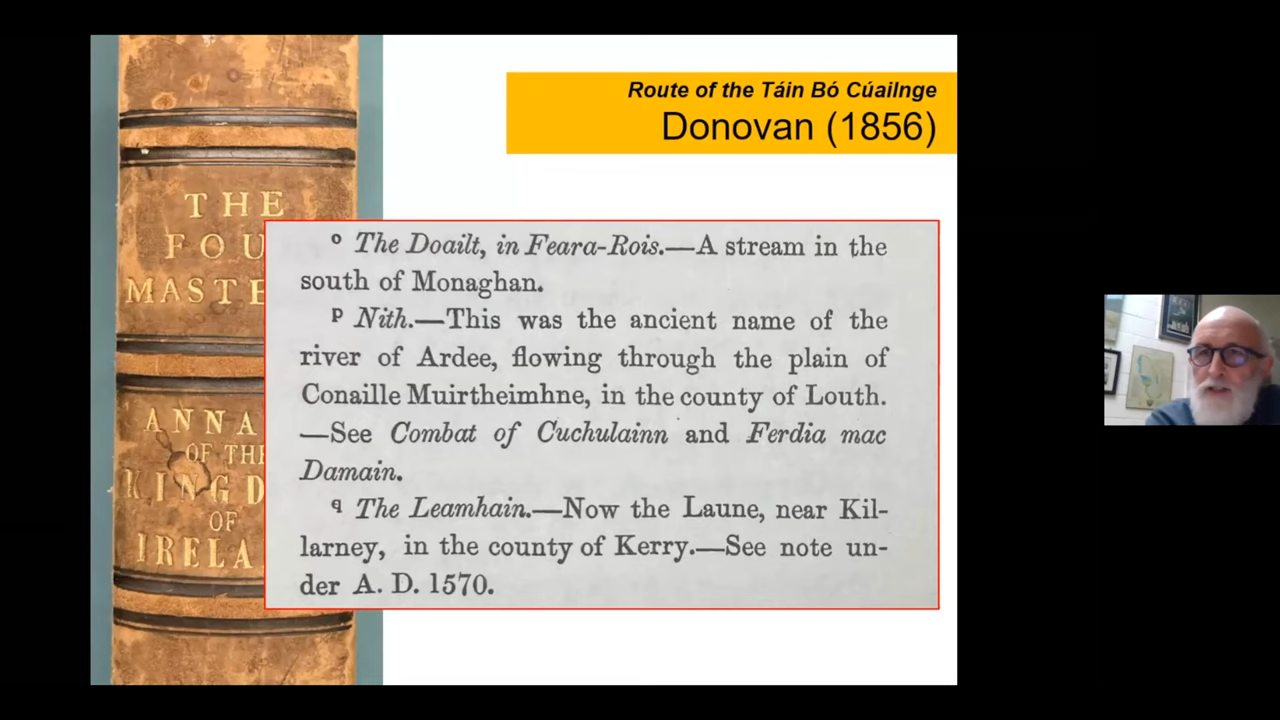 Route of the Táin Bó Cúailnge
Donovan (1856)
THE
FOU
MASTE
ANNA
OF THE
KINGD
OF
IRELA
º The Doailt, in Feara-Rois.—A stream in the
south of Monaghan.
ᵖ Nith.—This was the ancient name of the
river of Ardee, flowing through the plain of
Conaille Muirtheimhne, in the county of Louth.
—See Combat of Cuchulainn and Ferdia mac
Damain.
q The Leamhain.—Now the Laune, near Kil-
larney, in the county of Kerry.—See note un-
der A. D. 1570.